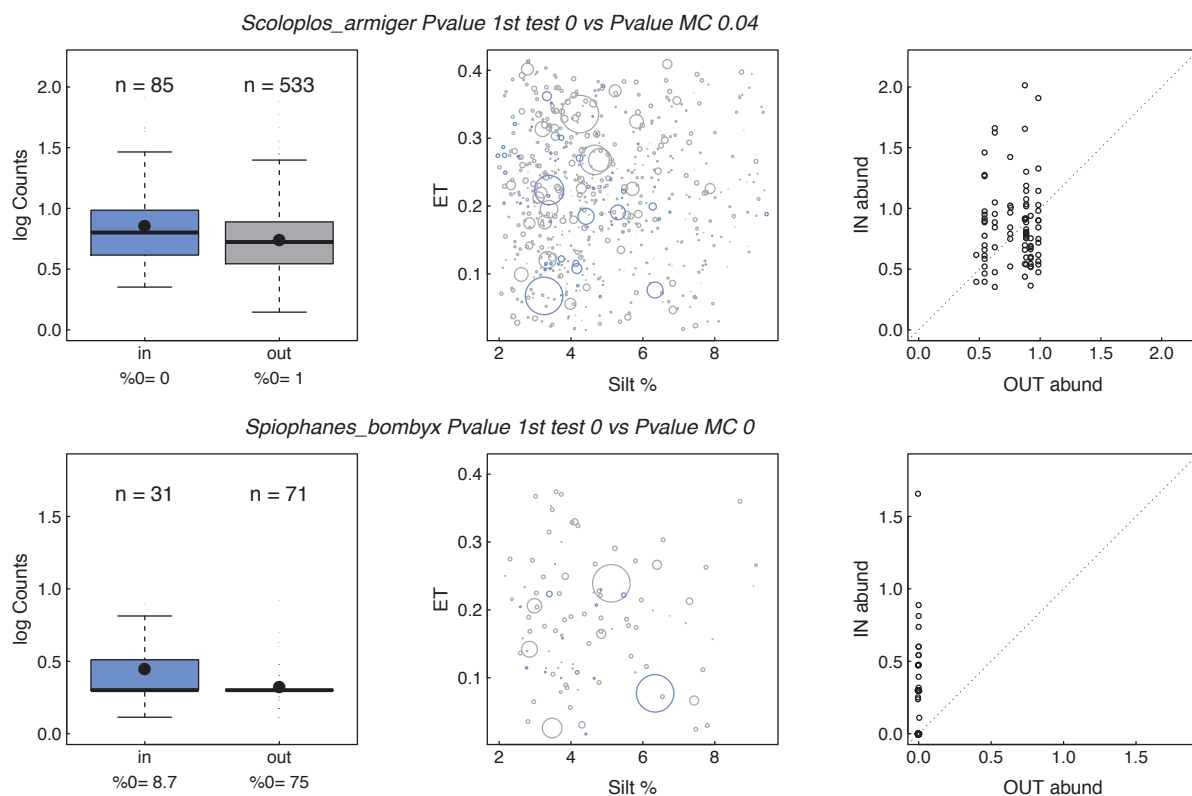 Scoloplos_armiger Pvalue 1st test 0 vs Pvalue MC 0.04
log Counts
2.0
1.5
1.0
0.5
0.0
n = 85
n = 533
in
out
%0= 0
%0= 1
ET
0.4
0.3
0.2
0.1
2
4
6
8
Silt %
IN abund
2.0
1.5
1.0
0.5
0.0
0.0
0.5
1.0
1.5
2.0
OUT abund
Spiophanes_bombyx Pvalue 1st test 0 vs Pvalue MC 0
log Counts
1.5
1.0
0.5
0.0
n = 31
n = 71
in
out
%0= 8.7
%0= 75
ET
0.4
0.3
0.2
0.1
2
4
6
8
Silt %
IN abund
1.5
1.0
0.5
0.0
0.0
0.5
1.0
1.5
OUT abund